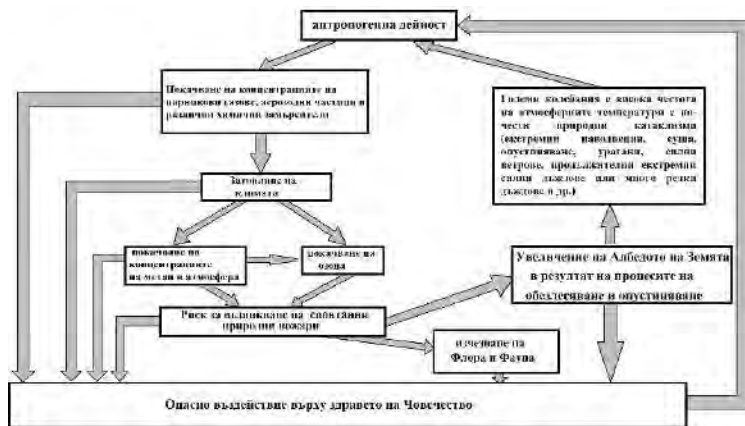 антропогенна дейност
Покачване на концентрациите на
парникови газове, аерозолни частици и
различни химични замърсители
Големи колебания с висока честота
на атмосферните температури с по-
чести природни катаклизми
(екстремни наводнения, суша,
опустиняване, урагани, силни
ветрове, продължителни екстремни
силни дъждове или много редки
дъждове и др.)
Затопляне на
климата
покачване на
концентрациите
на метан в атмосфера
покачване на
озона
Увеличение на Албедото на Земята
в резултат на процесите на
обезлесяване и опустиняване
Риск за възникване на спонтанни
природни пожари
изчезване на
Флора и Фауна
Опасно въздействие върху здравето на Човечество